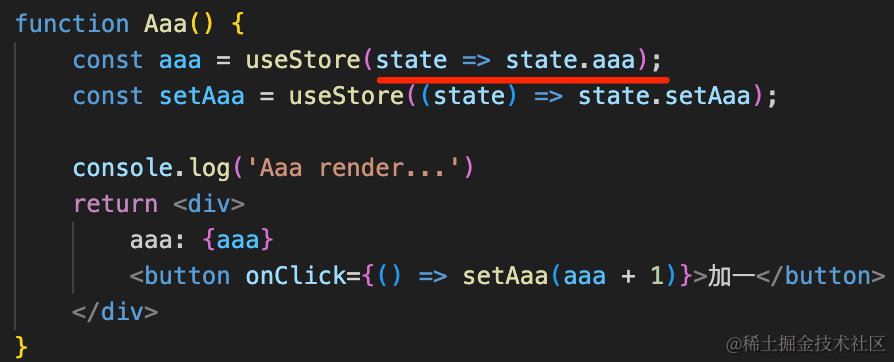 function Aaa() {
    const aaa = useStore(state => state.aaa);
    const setAaa = useStore((state) => state.setAaa);
    console.log('Aaa render...')
    return <div>
        aaa: {aaa}
        <button onClick={() => setAaa(aaa + 1)}>加一</button>
    </div>
}
@稀土掘金技术社区